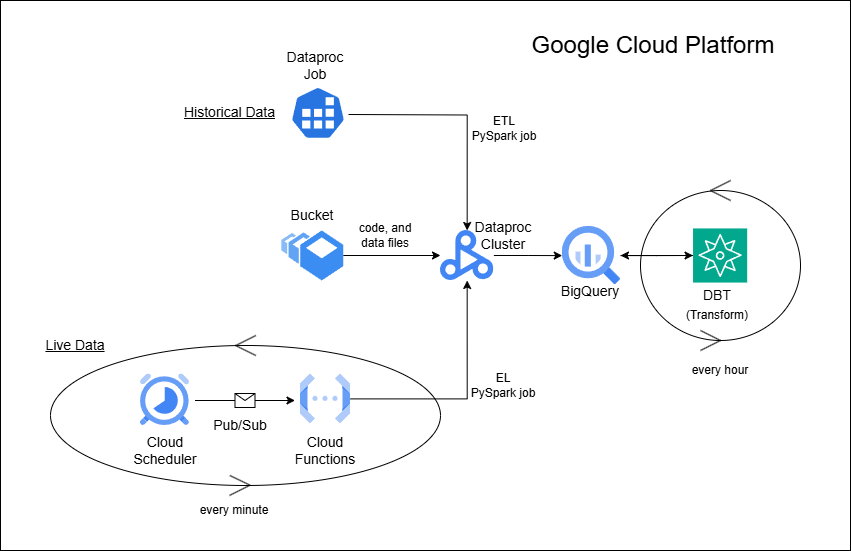 Google Cloud Platform
Dataproc
Job
Historical Data
ETL
PySpark job
Bucket
code, and
data files
Dataproc
Cluster
BigQuery
DBT
(Transform)
every hour
Live Data
EL
PySpark job
Pub/Sub
Cloud
Scheduler
Cloud
Functions
every minute